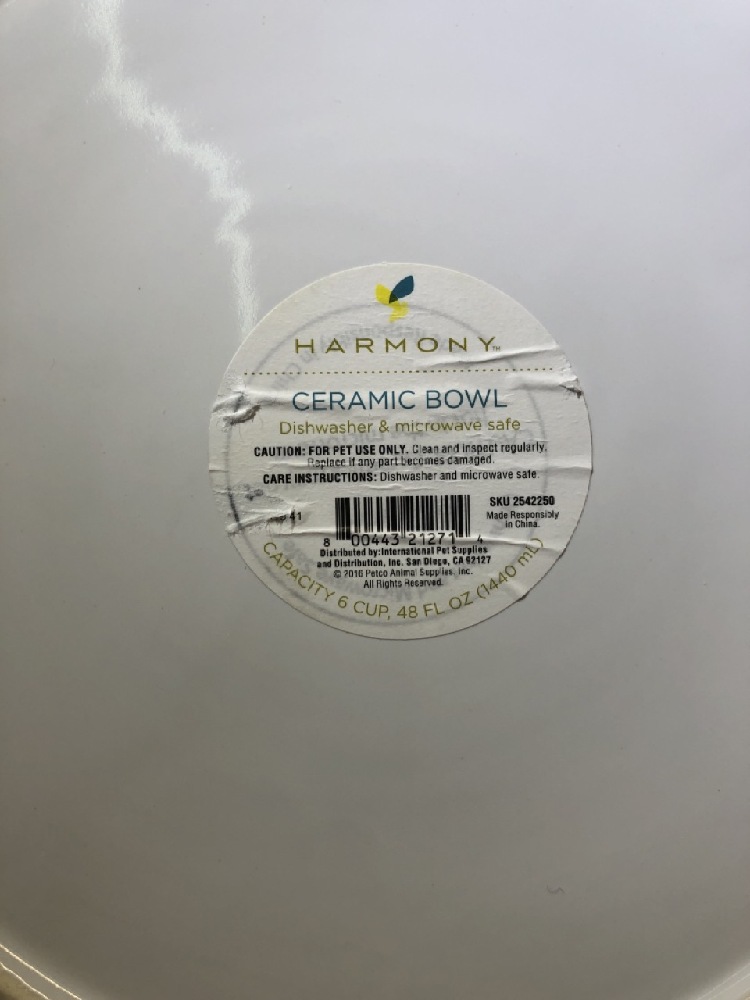 HARMONY™
CERAMIC BOWL
Dishwasher & microwave safe
CAUTION: FOR PET USE ONLY. Clean and inspect regularly.
Replace if any part becomes damaged.
CARE INSTRUCTIONS: Dishwasher and microwave safe.
SKU 2542250
Made Responsibly
in China.
41
8 00443 21271 4
Distributed by: International Pet Supplies
and Distribution, Inc. San Diego, CA 92127
© 2016 Petco Animal Supplies, Inc.
All Rights Reserved.
CAPACITY 6 CUP, 48 FL OZ (1440 mL)